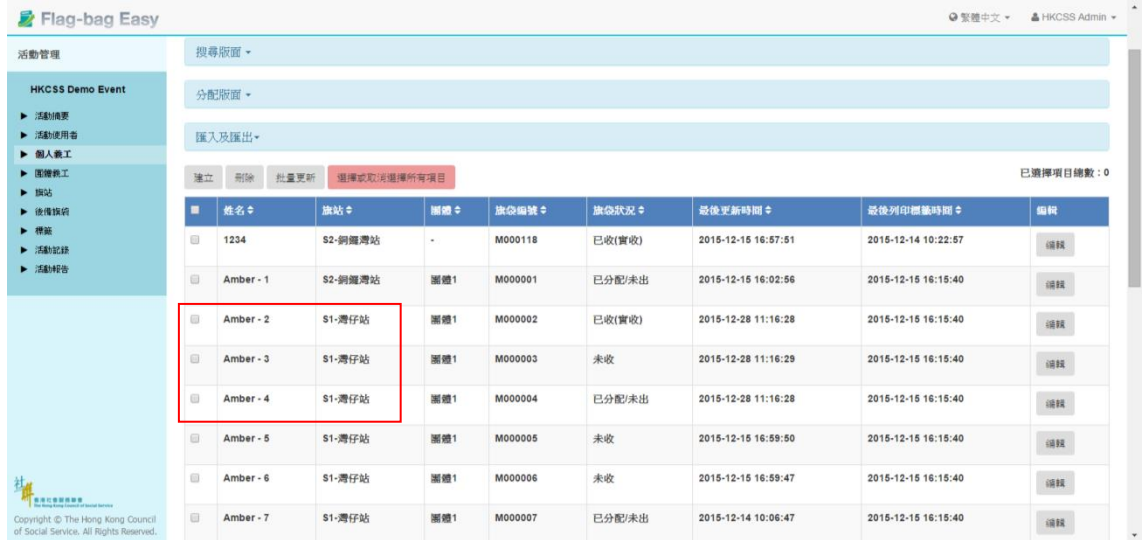 Flag-bag Easy
繁體中文 HKCSS Admin
活動管理
HKCSS Demo Event
活動摘要
活動使用者
個人義工
團體義工
旗站
後備旗袋
標籤
活動記錄
活動報告
搜尋版面
分配版面
匯入及匯出
建立 刪除 批量更新 選擇或取消選擇所有項目 已選擇項目總數：0
姓名 旗站 團體 旗袋編號 旗袋狀況 最後更新時間 最後列印標籤時間 編輯
1234 S2-銅鑼灣站 - M000118 已收(實收) 2015-12-15 16:57:51 2015-12-14 10:22:57 編輯
Amber - 1 S2-銅鑼灣站 團體1 M000001 已分配/未出 2015-12-15 16:02:56 2015-12-15 16:15:40 編輯
Amber - 2 S1-灣仔站 團體1 M000002 已收(實收) 2015-12-28 11:16:28 2015-12-15 16:15:40 編輯
Amber - 3 S1-灣仔站 團體1 M000003 未收 2015-12-28 11:16:29 2015-12-15 16:15:40 編輯
Amber - 4 S1-灣仔站 團體1 M000004 已分配/未出 2015-12-28 11:16:28 2015-12-15 16:15:40 編輯
Amber - 5 S1-灣仔站 團體1 M000005 未收 2015-12-15 16:59:50 2015-12-15 16:15:40 編輯
Amber - 6 S1-灣仔站 團體1 M000006 未收 2015-12-15 16:59:47 2015-12-15 16:15:40 編輯
Amber - 7 S1-灣仔站 團體1 M000007 已分配/未出 2015-12-14 10:06:47 2015-12-15 16:15:40 編輯
社聯
香港社會服務聯會
The Hong Kong Council of Social Service
Copyright © The Hong Kong Council
of Social Service. All Rights Reserved.